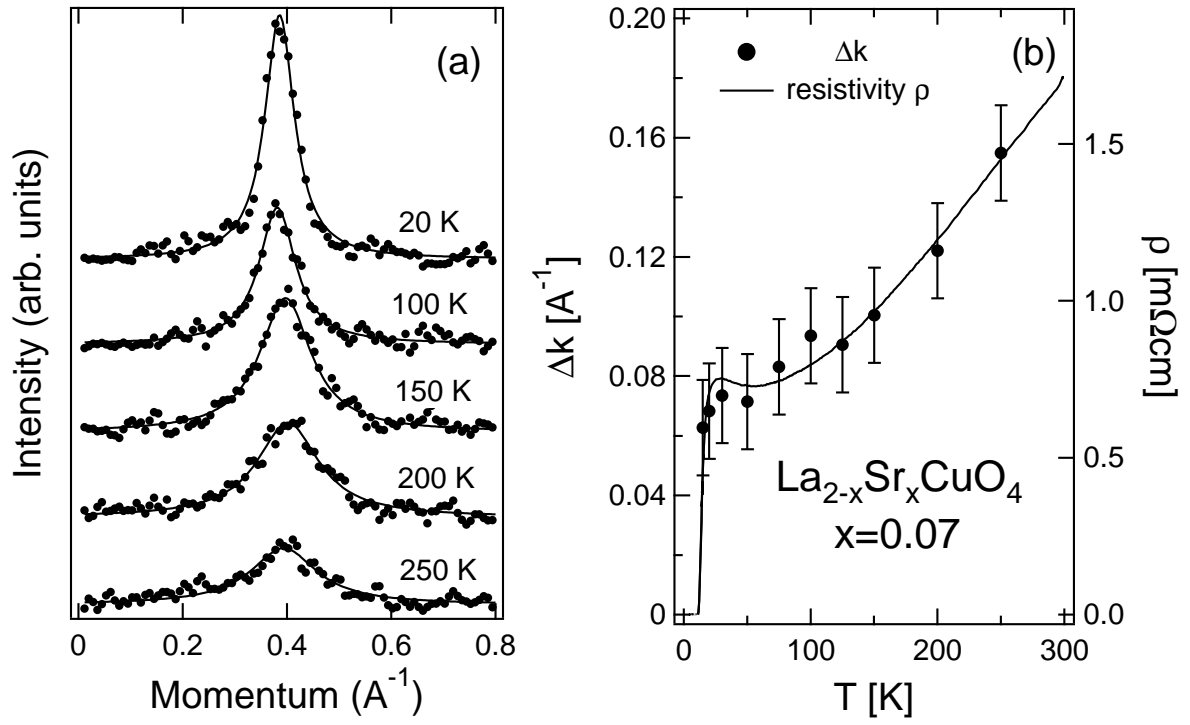 (a)
20 K
100 K
150 K
200 K
250 K
Intensity (arb. units)
0
0.2
0.4
0.6
0.8
Momentum (A⁻¹)
(b)
Δk
resistivity ρ
0.20
0.16
0.12
0.08
0.04
0
Δk [A⁻¹]
1.5
1.0
0.5
0.0
ρ [mΩcm]
La₂₋ₓSrₓCuO₄
x=0.07
0
100
200
300
T [K]